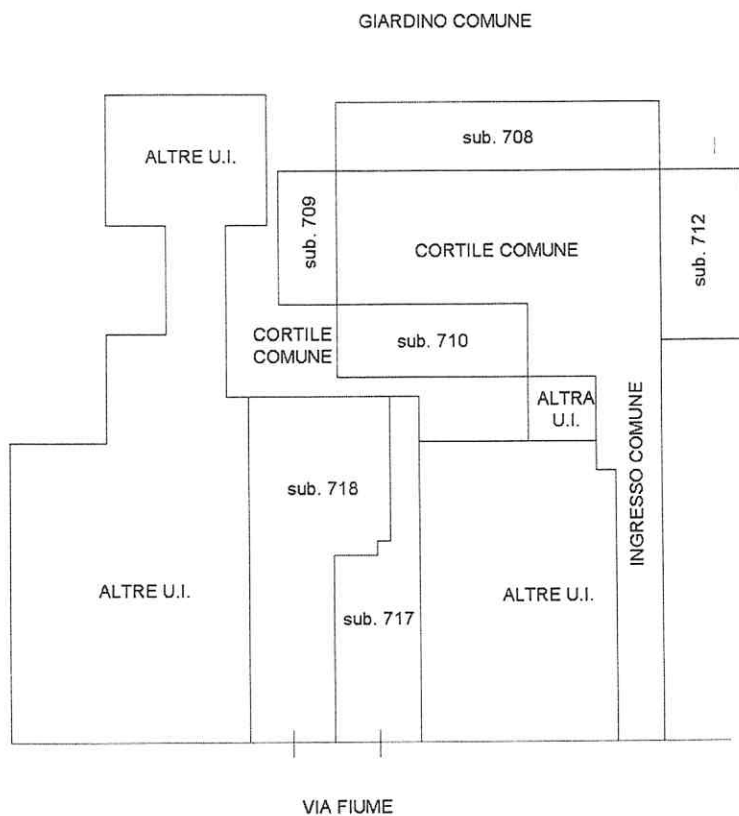 GIARDINO COMUNE
sub. 708
ALTRE U.I.
sub. 709
CORTILE COMUNE
sub. 712
CORTILE
COMUNE
sub. 710
ALTRA
U.I.
INGRESSO COMUNE
sub. 718
ALTRE U.I.
ALTRE U.I.
sub. 717
VIA FIUME